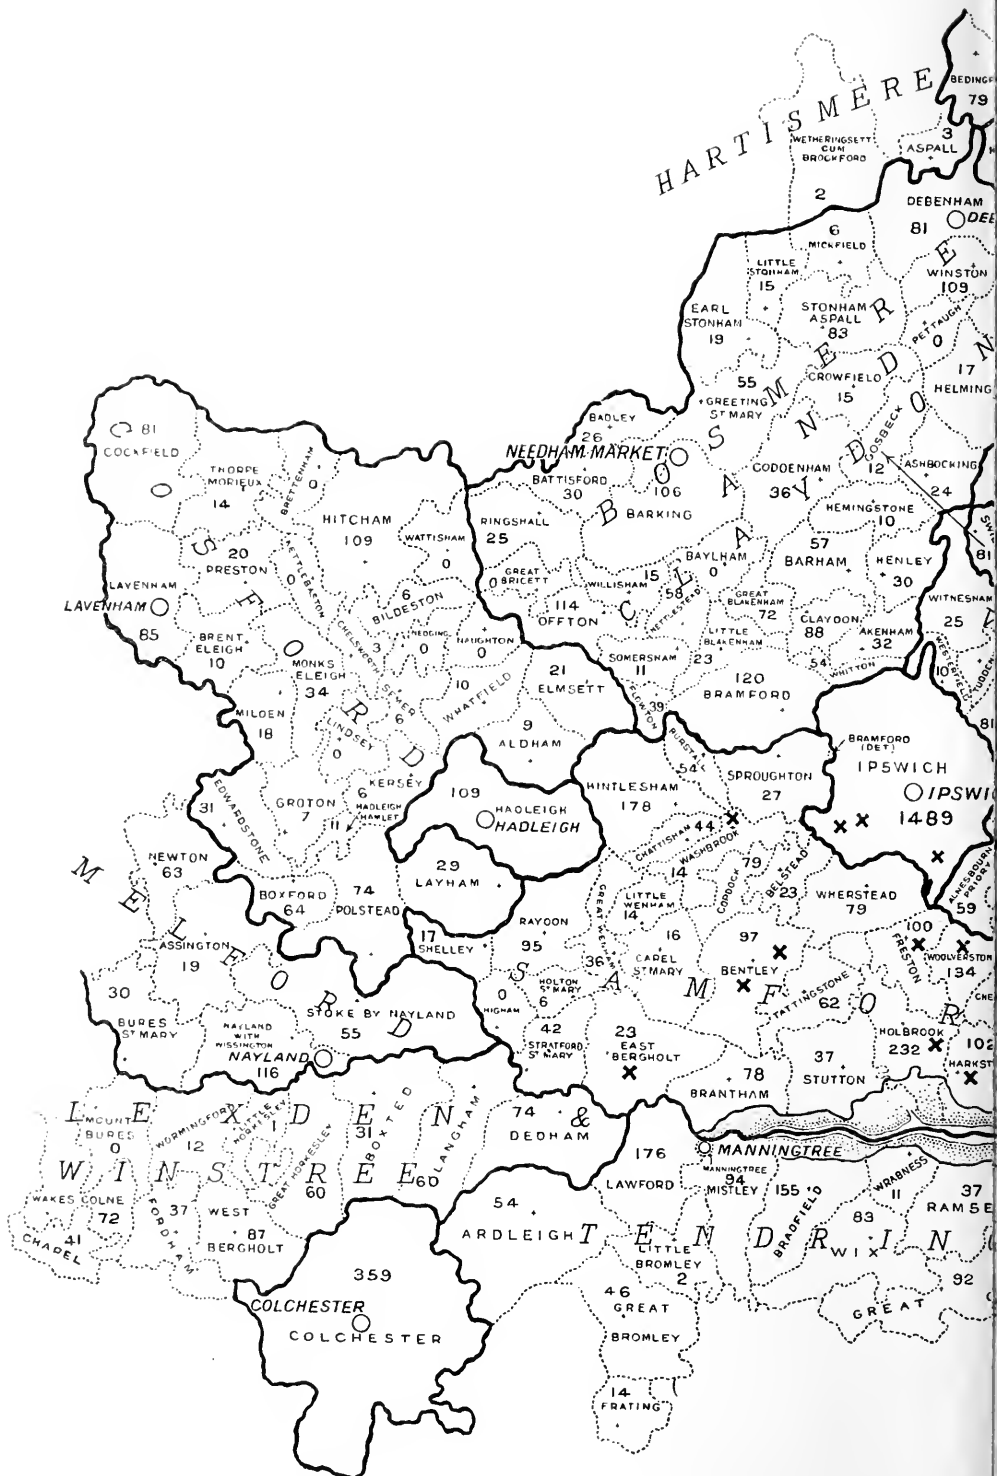 HARTISMERE
79
3
ASPALL
WETHERINGSETT
CUM
BROCKFORD
2
DEBENHAM
81
6
MICKFIELD
LITTLE
STONHAM
15
WINSTON
109
EARL
STONHAM
19
STONHAM
ASPALL
83
PETTAUGH
0
17
55
CREETING
ST MARY
CROWFIELD
15
BOSMERE
AND
CLAYDON
81
COCKFIELD
COSFORD
THORPE
MORIEUX
14
BRETTENHAM
0
BADLEY
26
NEEDHAM MARKET
106
BATTISFORD
30
BARKING
CODDENHAM
36
GOSBECK
12
ASHBOCKING
24
HEMINGSTONE
10
HITCHAM
109
WATTISHAM
0
RINGSHALL
25
20
PRESTON
KETTLEBASTON
0
GREAT
BRICETT
0
WILLISHAM
15
BAYLHAM
0
57
BARHAM
HENLEY
30
81
LAVENHAM
LAVENHAM
85
6
BILDESTON
114
OFFTON
58
NETTLESTEAD
GREAT
BLAKENHAM
72
CLAYDON
88
AKENHAM
32
WITNESHAM
25
BRENT
ELEIGH
10
MONKS
ELEIGH
34
CHELSWORTH
3
NEDGING
0
NAUGHTON
0
SOMERSHAM
11
LITTLE
BLAKENHAM
23
54
WHITTON
WESTERFIELD
10
MILDEN
18
LINDSEY
0
SEMER
6
10
WHATFIELD
21
ELMSETT
FLOWTON
39
120
BRAMFORD
9
ALDHAM
BURSTALL
54
BRAMFORD
(DET)
81
31
EDWARDSTONE
GROTON
7
KERSEY
6
HADLEIGH
HAMLET
11
109
HADLEIGH
HADLEIGH
HINTLESHAM
178
SPROUGHTON
27
IPSWICH
1489
CHATTISHAM
44
WASHBROOK
14
NEWTON
63
BOXFORD
64
74
POLSTEAD
29
LAYHAM
LITTLE
WENHAM
14
COPDOCK
79
BELSTEAD
23
WHERSTEAD
79
59
MELFORD
ASSINGTON
19
17
SHELLEY
RAYDON
95
36
16
CAREL
ST MARY
97
BENTLEY
100
FRESTON
134
30
BURES
ST MARY
NAYLAND
WITH
WISSINGTON
NAYLAND
116
STOKE BY NAYLAND
55
0
HIGHAM
HOLTON
ST MARY
6
TATTINGSTONE
62
42
STRATFORD
ST MARY
23
EAST
BERGHOLT
78
BRANTHAM
37
STUTTON
HOLBROOK
232
102
LEXDEN &
WINSTREE
MOUNT
BURES
0
WORMINGFORD
12
LITTLE
HORKESLEY
1
GREAT HORKESLEY
60
31
BOXTED
LANGHAM
60
74
DEDHAM
176
LAWFORD
MANNINGTREE
MANNINGTREE
94
MISTLEY
155
BRADFIELD
WRABNESS
11
37
WAKES COLNE
72
41
CHAPEL
FORDHAM
37
WEST
BERGHOLT
87
54
ARDLEIGH
LITTLE
BROMLEY
2
83
WIX
92
GREAT
359
COLCHESTER
COLCHESTER
46
GREAT
BROMLEY
14
FRATING